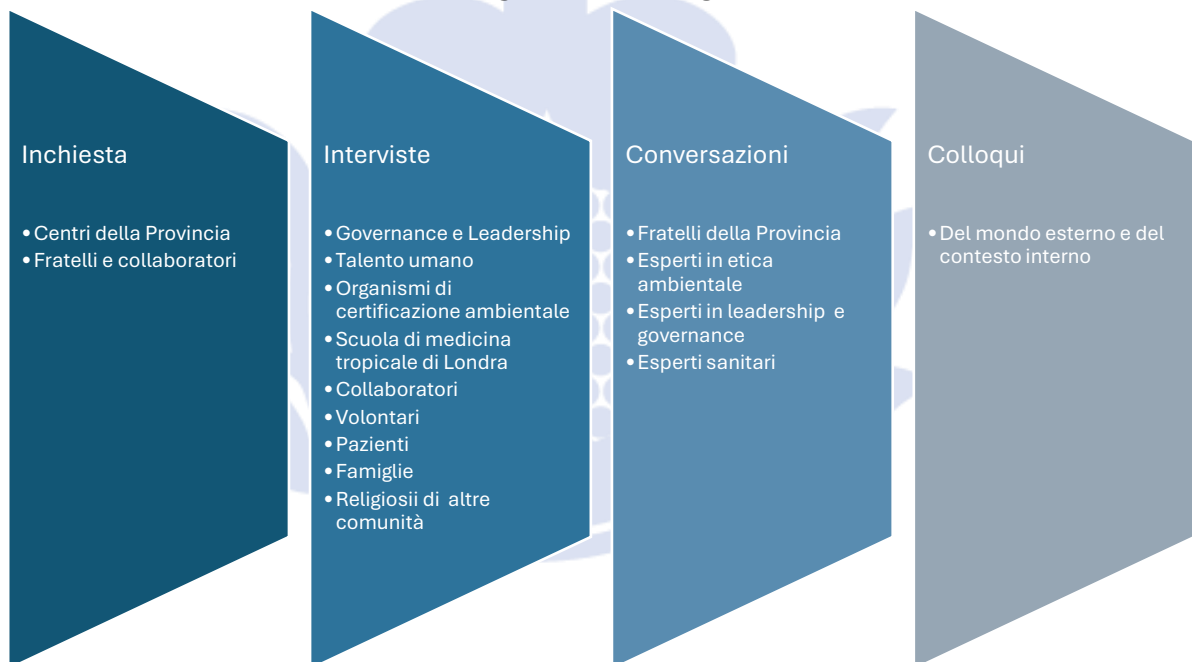 Inchiesta
•Centri della Provincia
•Fratelli e collaboratori
Interviste
•Governance e Leadership
•Talento umano
•Organismi di
certificazione ambientale
•Scuola di medicina
tropicale di Londra
•Collaboratori
•Volontari
•Pazienti
•Famiglie
•Religiosii di altre
comunità
Conversazioni
•Fratelli della Provincia
•Esperti in etica
ambientale
•Esperti in leadership e
governance
•Esperti sanitari
Colloqui
•Del mondo esterno e del
contesto interno